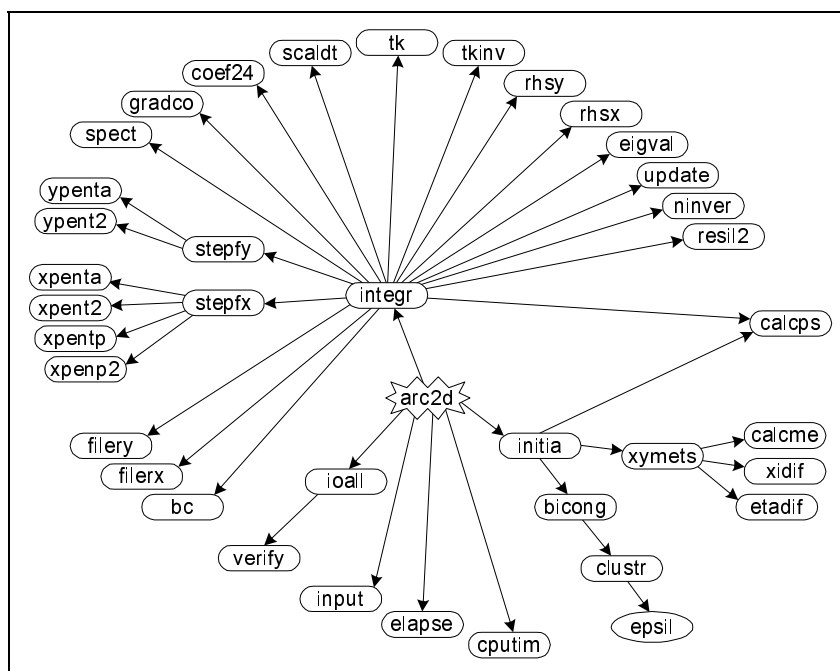 tk
scaldt
tkinv
coef24
rhsy
gradco
rhsx
spect
eigval
update
ypenta
ninver
ypent2
resil2
stepfy
xpenta
integr
stepfx
xpent2
calcps
xpentp
xpenp2
arc2d
calcme
filery
initia
xymets
filerx
xidif
ioall
bc
bicong
etadif
verify
clustr
input
elapse
epsil
cputim